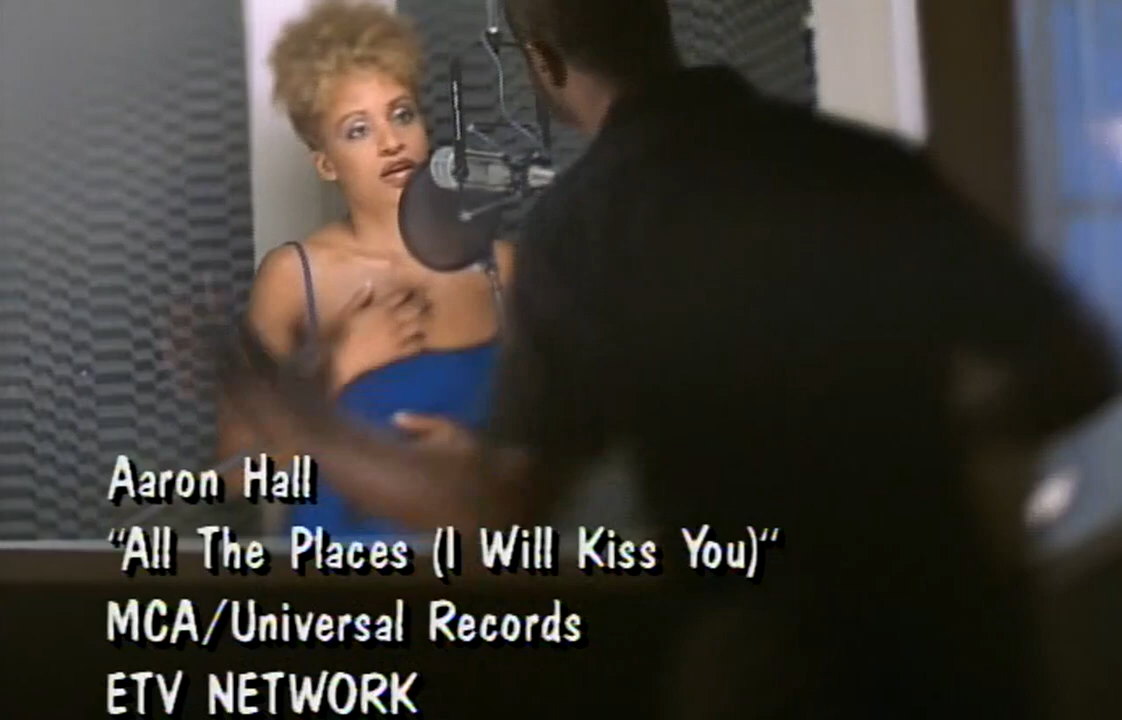 Aaron Hall
“All The Places (I Will Kiss You)“
MCA/Universal Records
ETV NETWORK